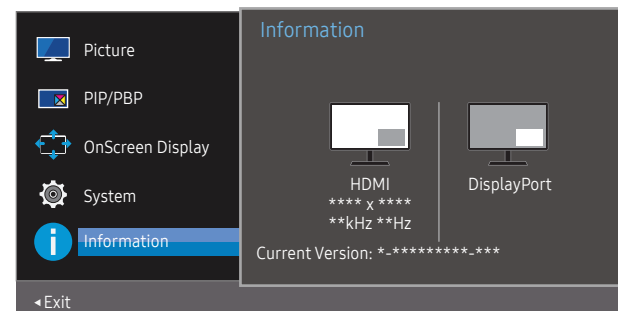 Picture
PIP/PBP
OnScreen Display
System
Information
Information
HDMI
**** x ****
**kHz **Hz
DisplayPort
Current Version: *-*********-***
◂Exit